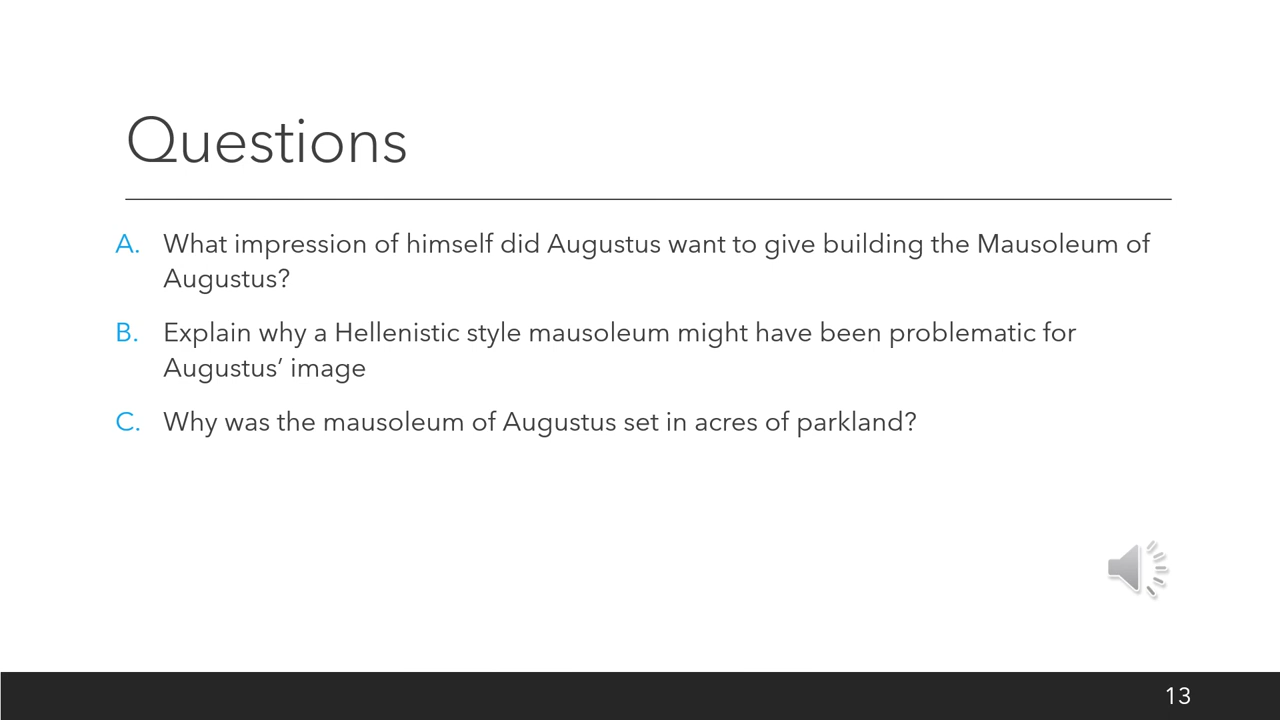 Questions
A. What impression of himself did Augustus want to give building the Mausoleum of
Augustus?
B. Explain why a Hellenistic style mausoleum might have been problematic for
Augustus’ image
C. Why was the mausoleum of Augustus set in acres of parkland?
13